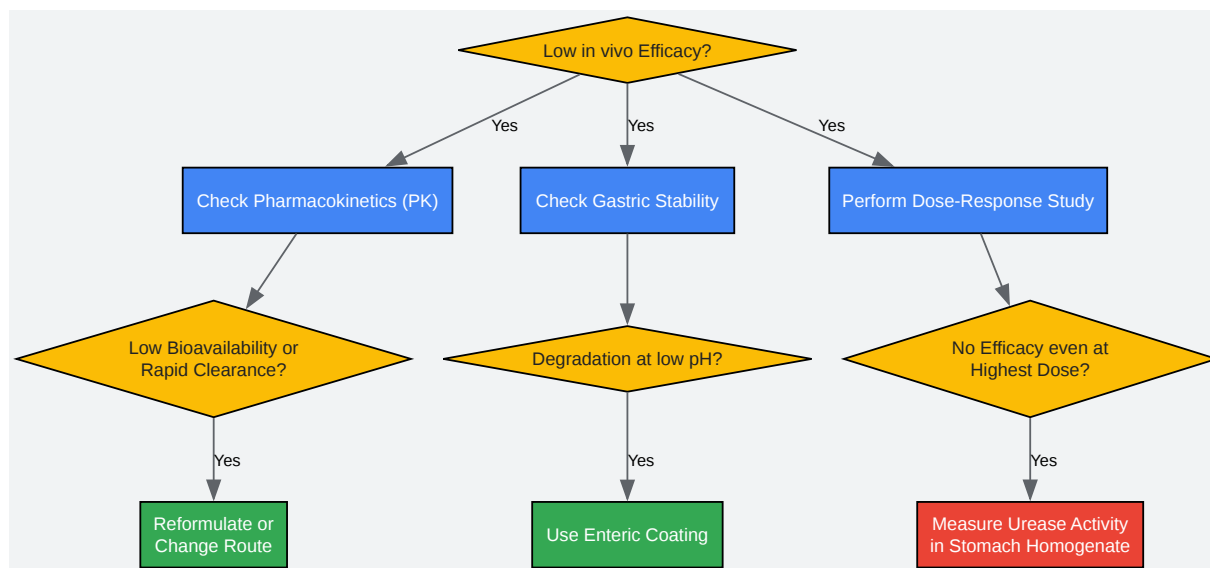 Low in vivo Efficacy?
Yes
Yes
Yes
Check Pharmacokinetics (PK)
Check Gastric Stability
Perform Dose-Response Study
Low Bioavailability or
Rapid Clearance?
Degradation at low pH?
No Efficacy even at
Highest Dose?
Yes
Yes
Yes
Reformulate or
Change Route
Use Enteric Coating
Measure Urease Activity
in Stomach Homogenate